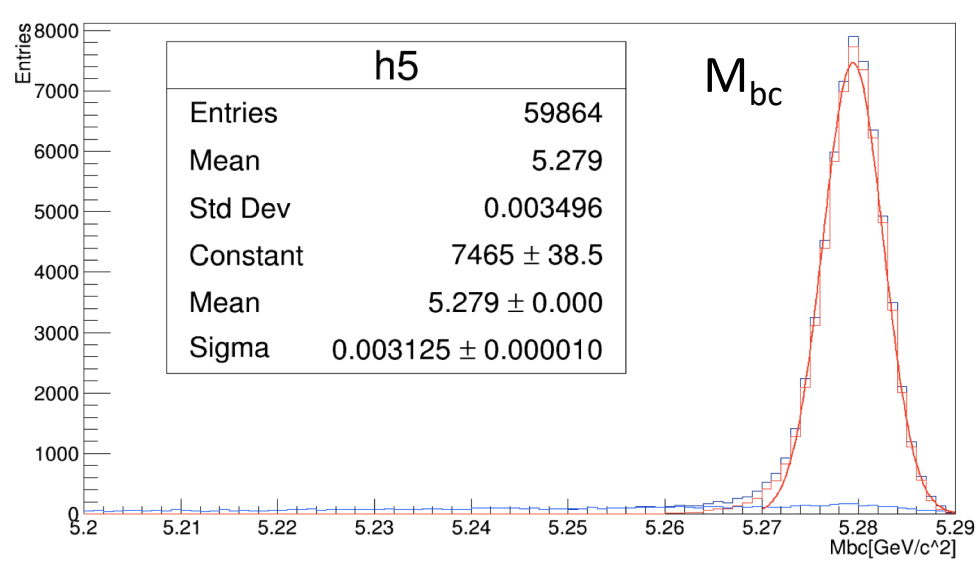 Entries
8000
7000
6000
5000
4000
3000
2000
1000
0
h5
Entries 59864
Mean 5.279
Std Dev 0.003496
Constant 7465 ± 38.5
Mean 5.279 ± 0.000
Sigma 0.003125 ± 0.000010
Mbc
5.2 5.21 5.22 5.23 5.24 5.25 5.26 5.27 5.28 5.29
Mbc[GeV/c^2]